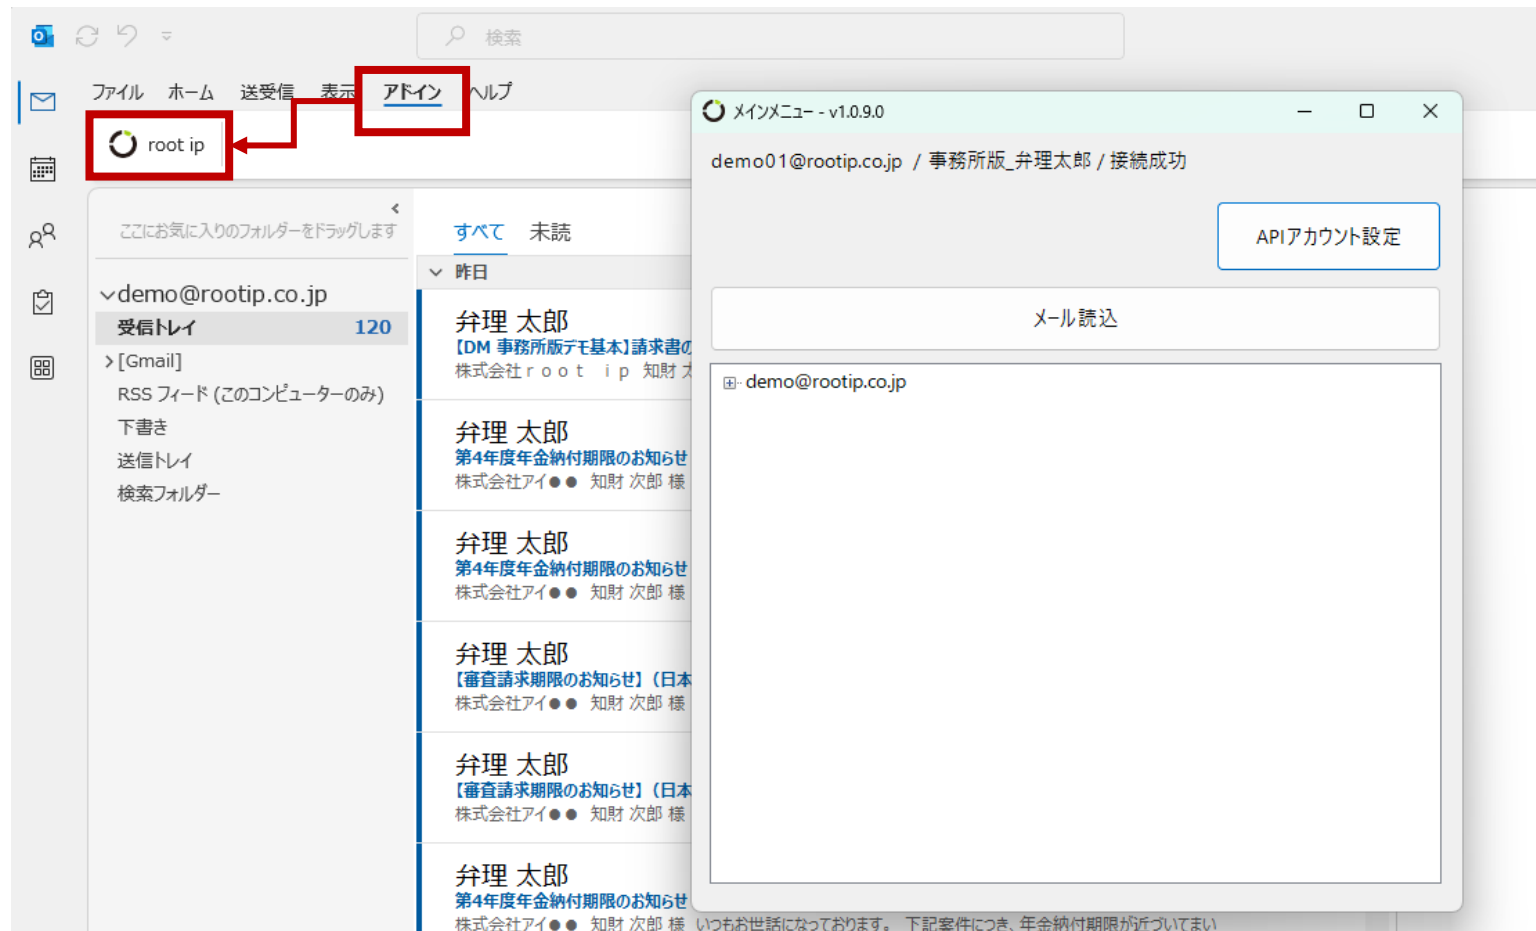 検索
ファイル ホーム 送受信 表示 アドイン ヘルプ
root ip
ここにお気に入りのフォルダーをドラッグします
demo@rootip.co.jp
受信トレイ 120
[Gmail]
RSS フィード (このコンピューターのみ)
下書き
送信トレイ
検索フォルダー
すべて 未読
昨日
弁理 太郎
【DM 事務所版デモ基本】請求書の
株式会社root ip 知財 太
弁理 太郎
第4年度年金納付期限のお知らせ
株式会社アイ●● 知財 次郎 様
弁理 太郎
第4年度年金納付期限のお知らせ
株式会社アイ●● 知財 次郎 様
弁理 太郎
【審査請求期限のお知らせ】（日本
株式会社アイ●● 知財 次郎 様
弁理 太郎
【審査請求期限のお知らせ】（日本
株式会社アイ●● 知財 次郎 様
弁理 太郎
第4年度年金納付期限のお知らせ
株式会社アイ●● 知財 次郎 様 いつもお世話になっております。 下記案件につき、年金納付期限が近づいてまい
メインメニュー - v1.0.9.0
demo01@rootip.co.jp / 事務所版_弁理太郎 / 接続成功
APIアカウント設定
メール読込
demo@rootip.co.jp